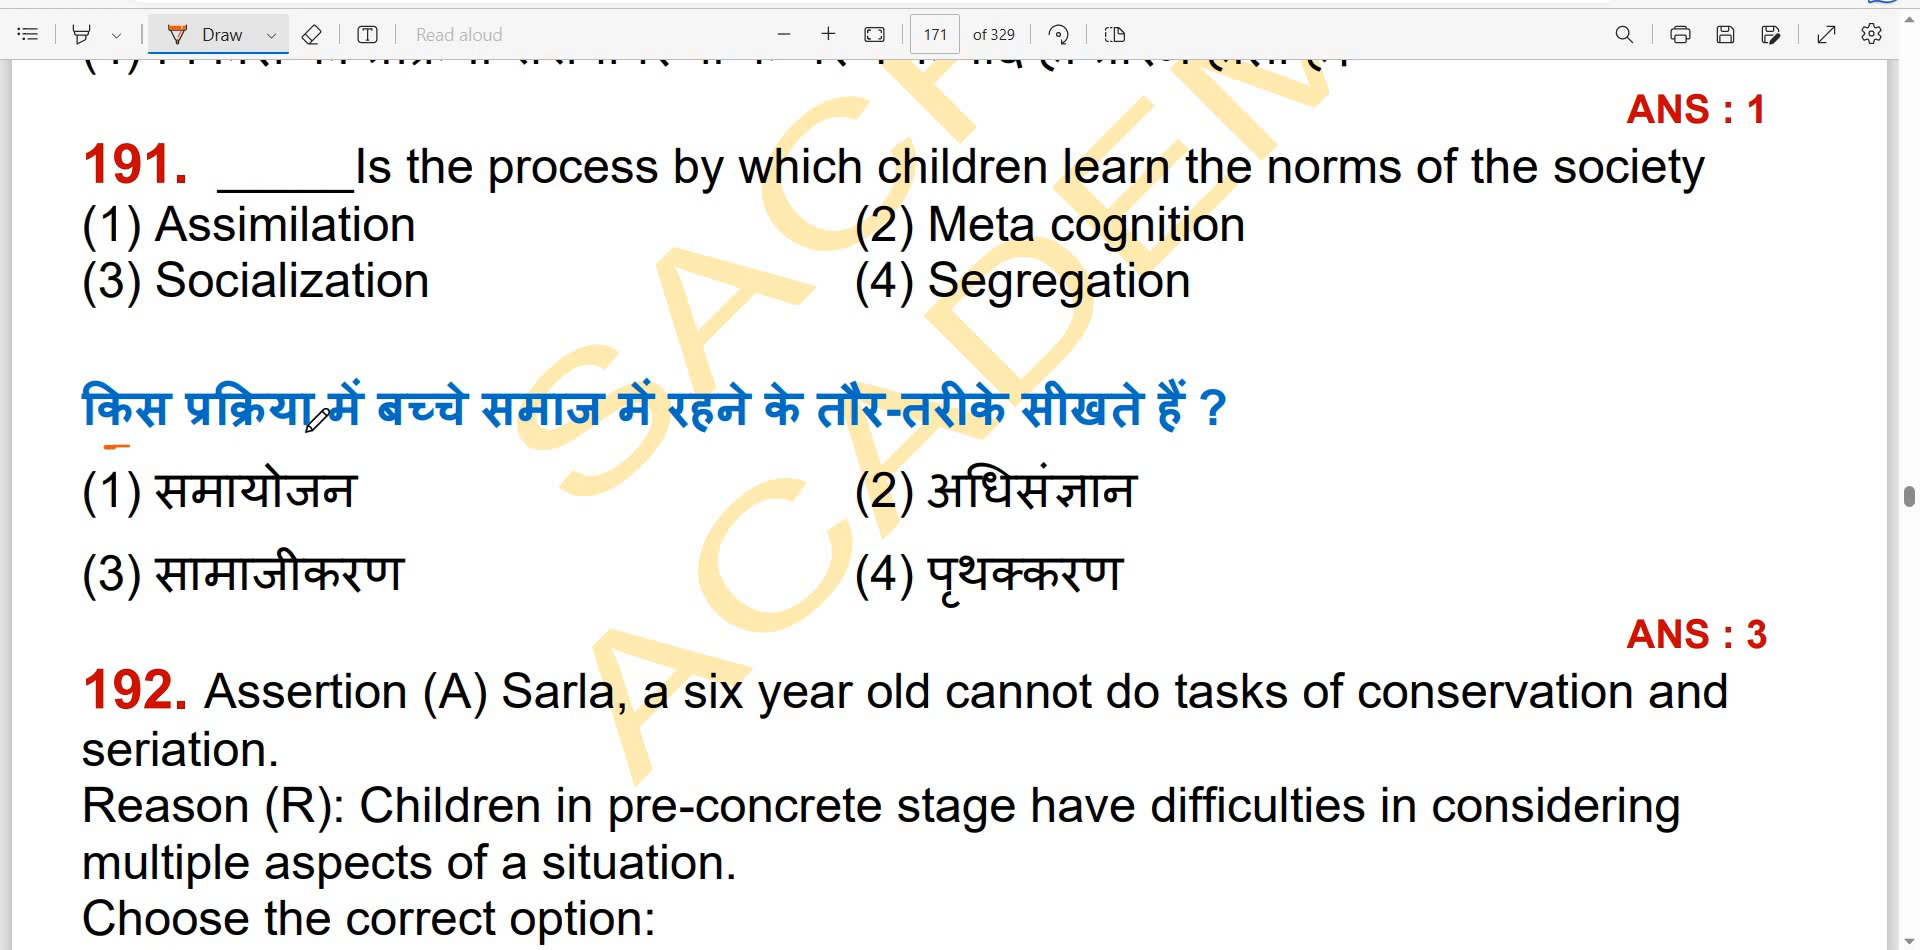 Draw
Read aloud
171 of 329
ANS : 1
191. _____Is the process by which children learn the norms of the society
(1) Assimilation (2) Meta cognition
(3) Socialization (4) Segregation
किस प्रक्रिया में बच्चे समाज में रहने के तौर-तरीके सीखते हैं ?
(1) समायोजन (2) अधिसंज्ञान
(3) सामाजीकरण (4) पृथक्करण
ANS : 3
192. Assertion (A) Sarla, a six year old cannot do tasks of conservation and
seriation.
Reason (R): Children in pre-concrete stage have difficulties in considering
multiple aspects of a situation.
Choose the correct option: